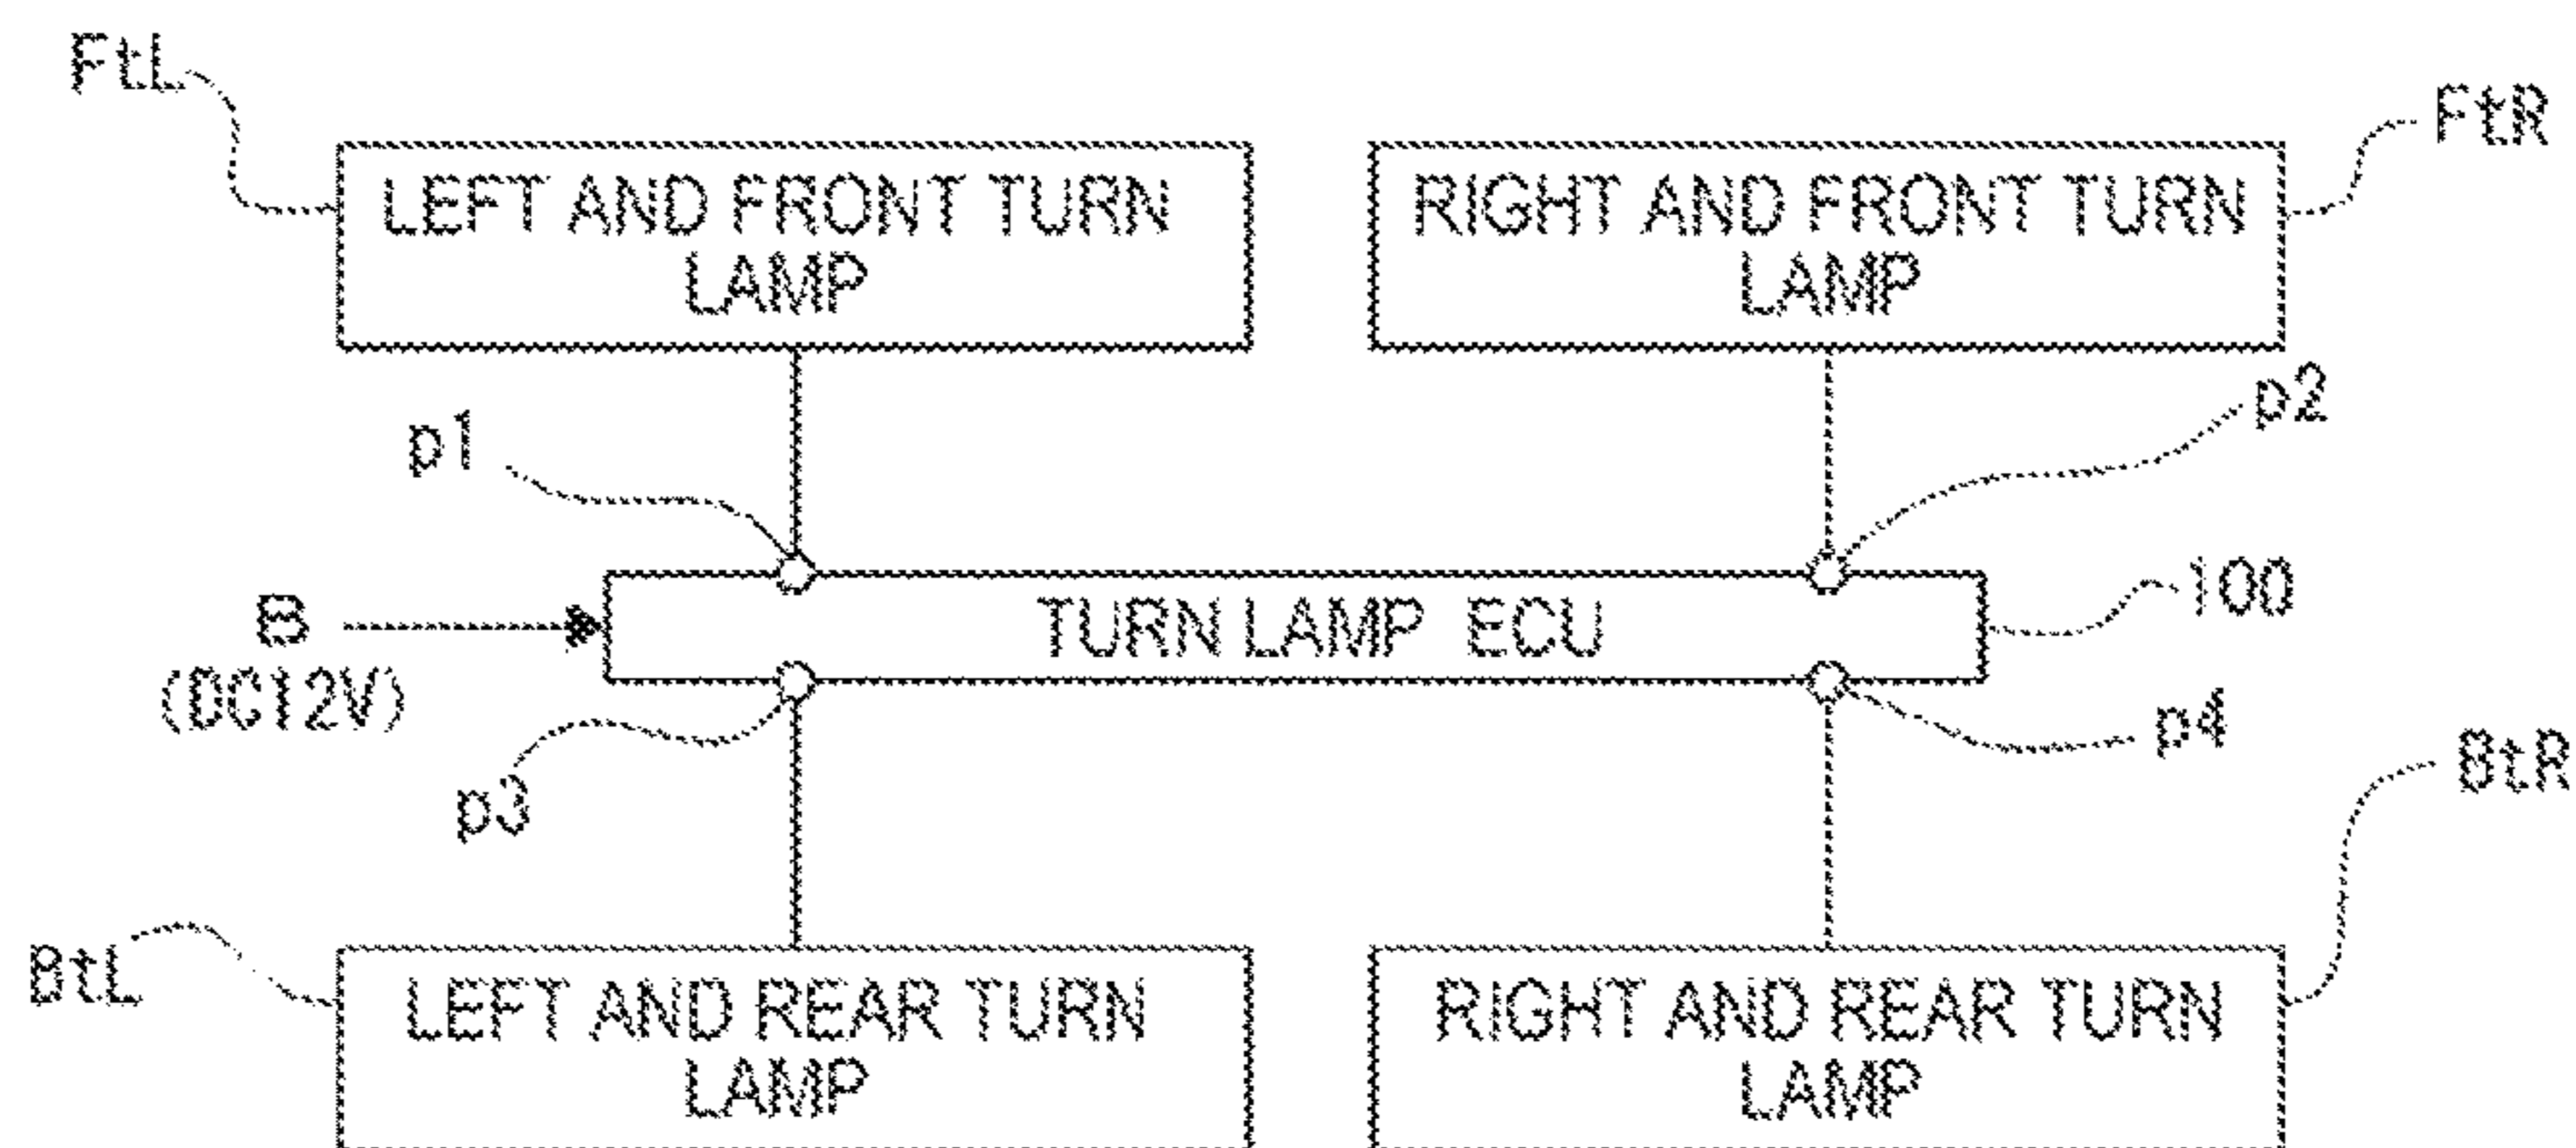 FtL
FtR
LEFT AND FRONT TURN
LAMP
RIGHT AND FRONT TURN
LAMP
p1
p2
B
(DC12V)
TURN LAMP ECU
100
p3
p4
BtR
BtL
LEFT AND REAR TURN
LAMP
RIGHT AND REAR TURN
LAMP